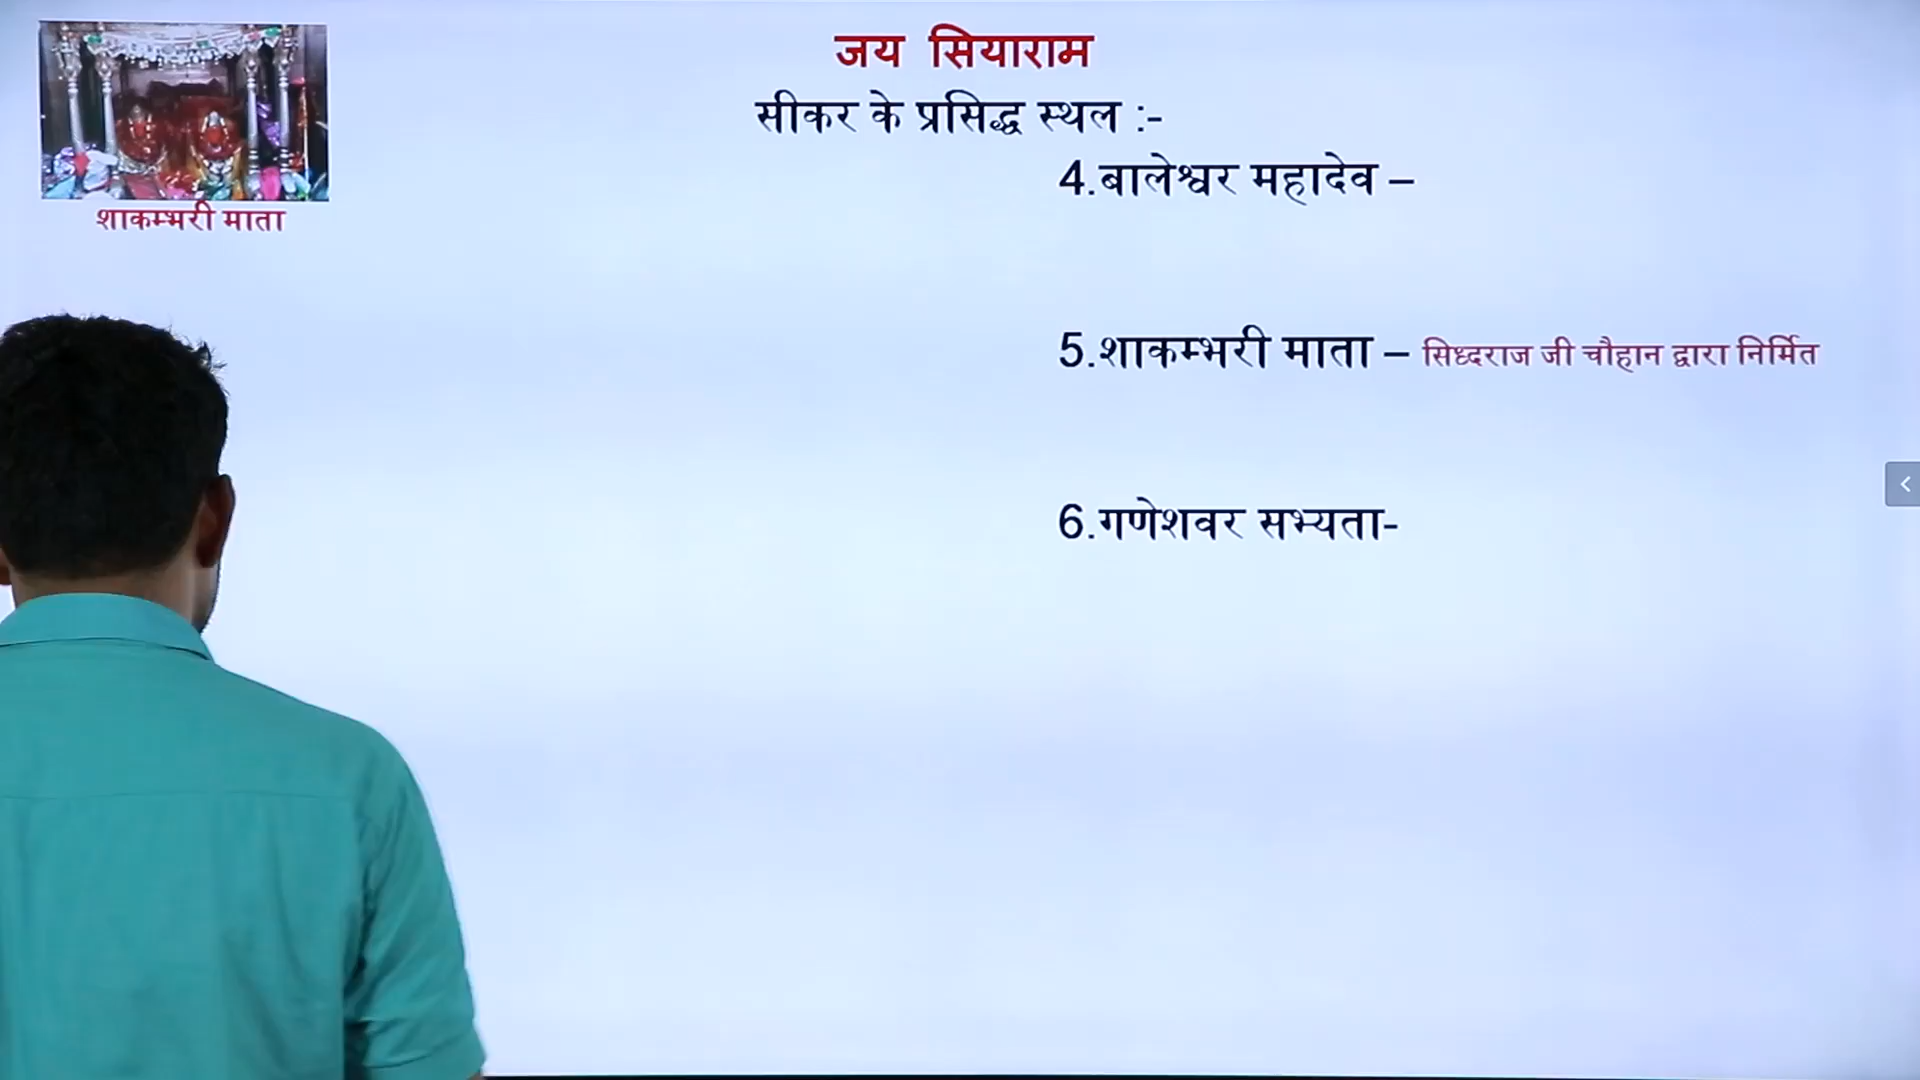 जय सियाराम
सीकर के प्रसिद्ध स्थल :-
शाकम्भरी माता
4.बालेश्वर महादेव –
5.शाकम्भरी माता – सिध्दराज जी चौहान द्वारा निर्मित
6.गणेशवर सभ्यता-